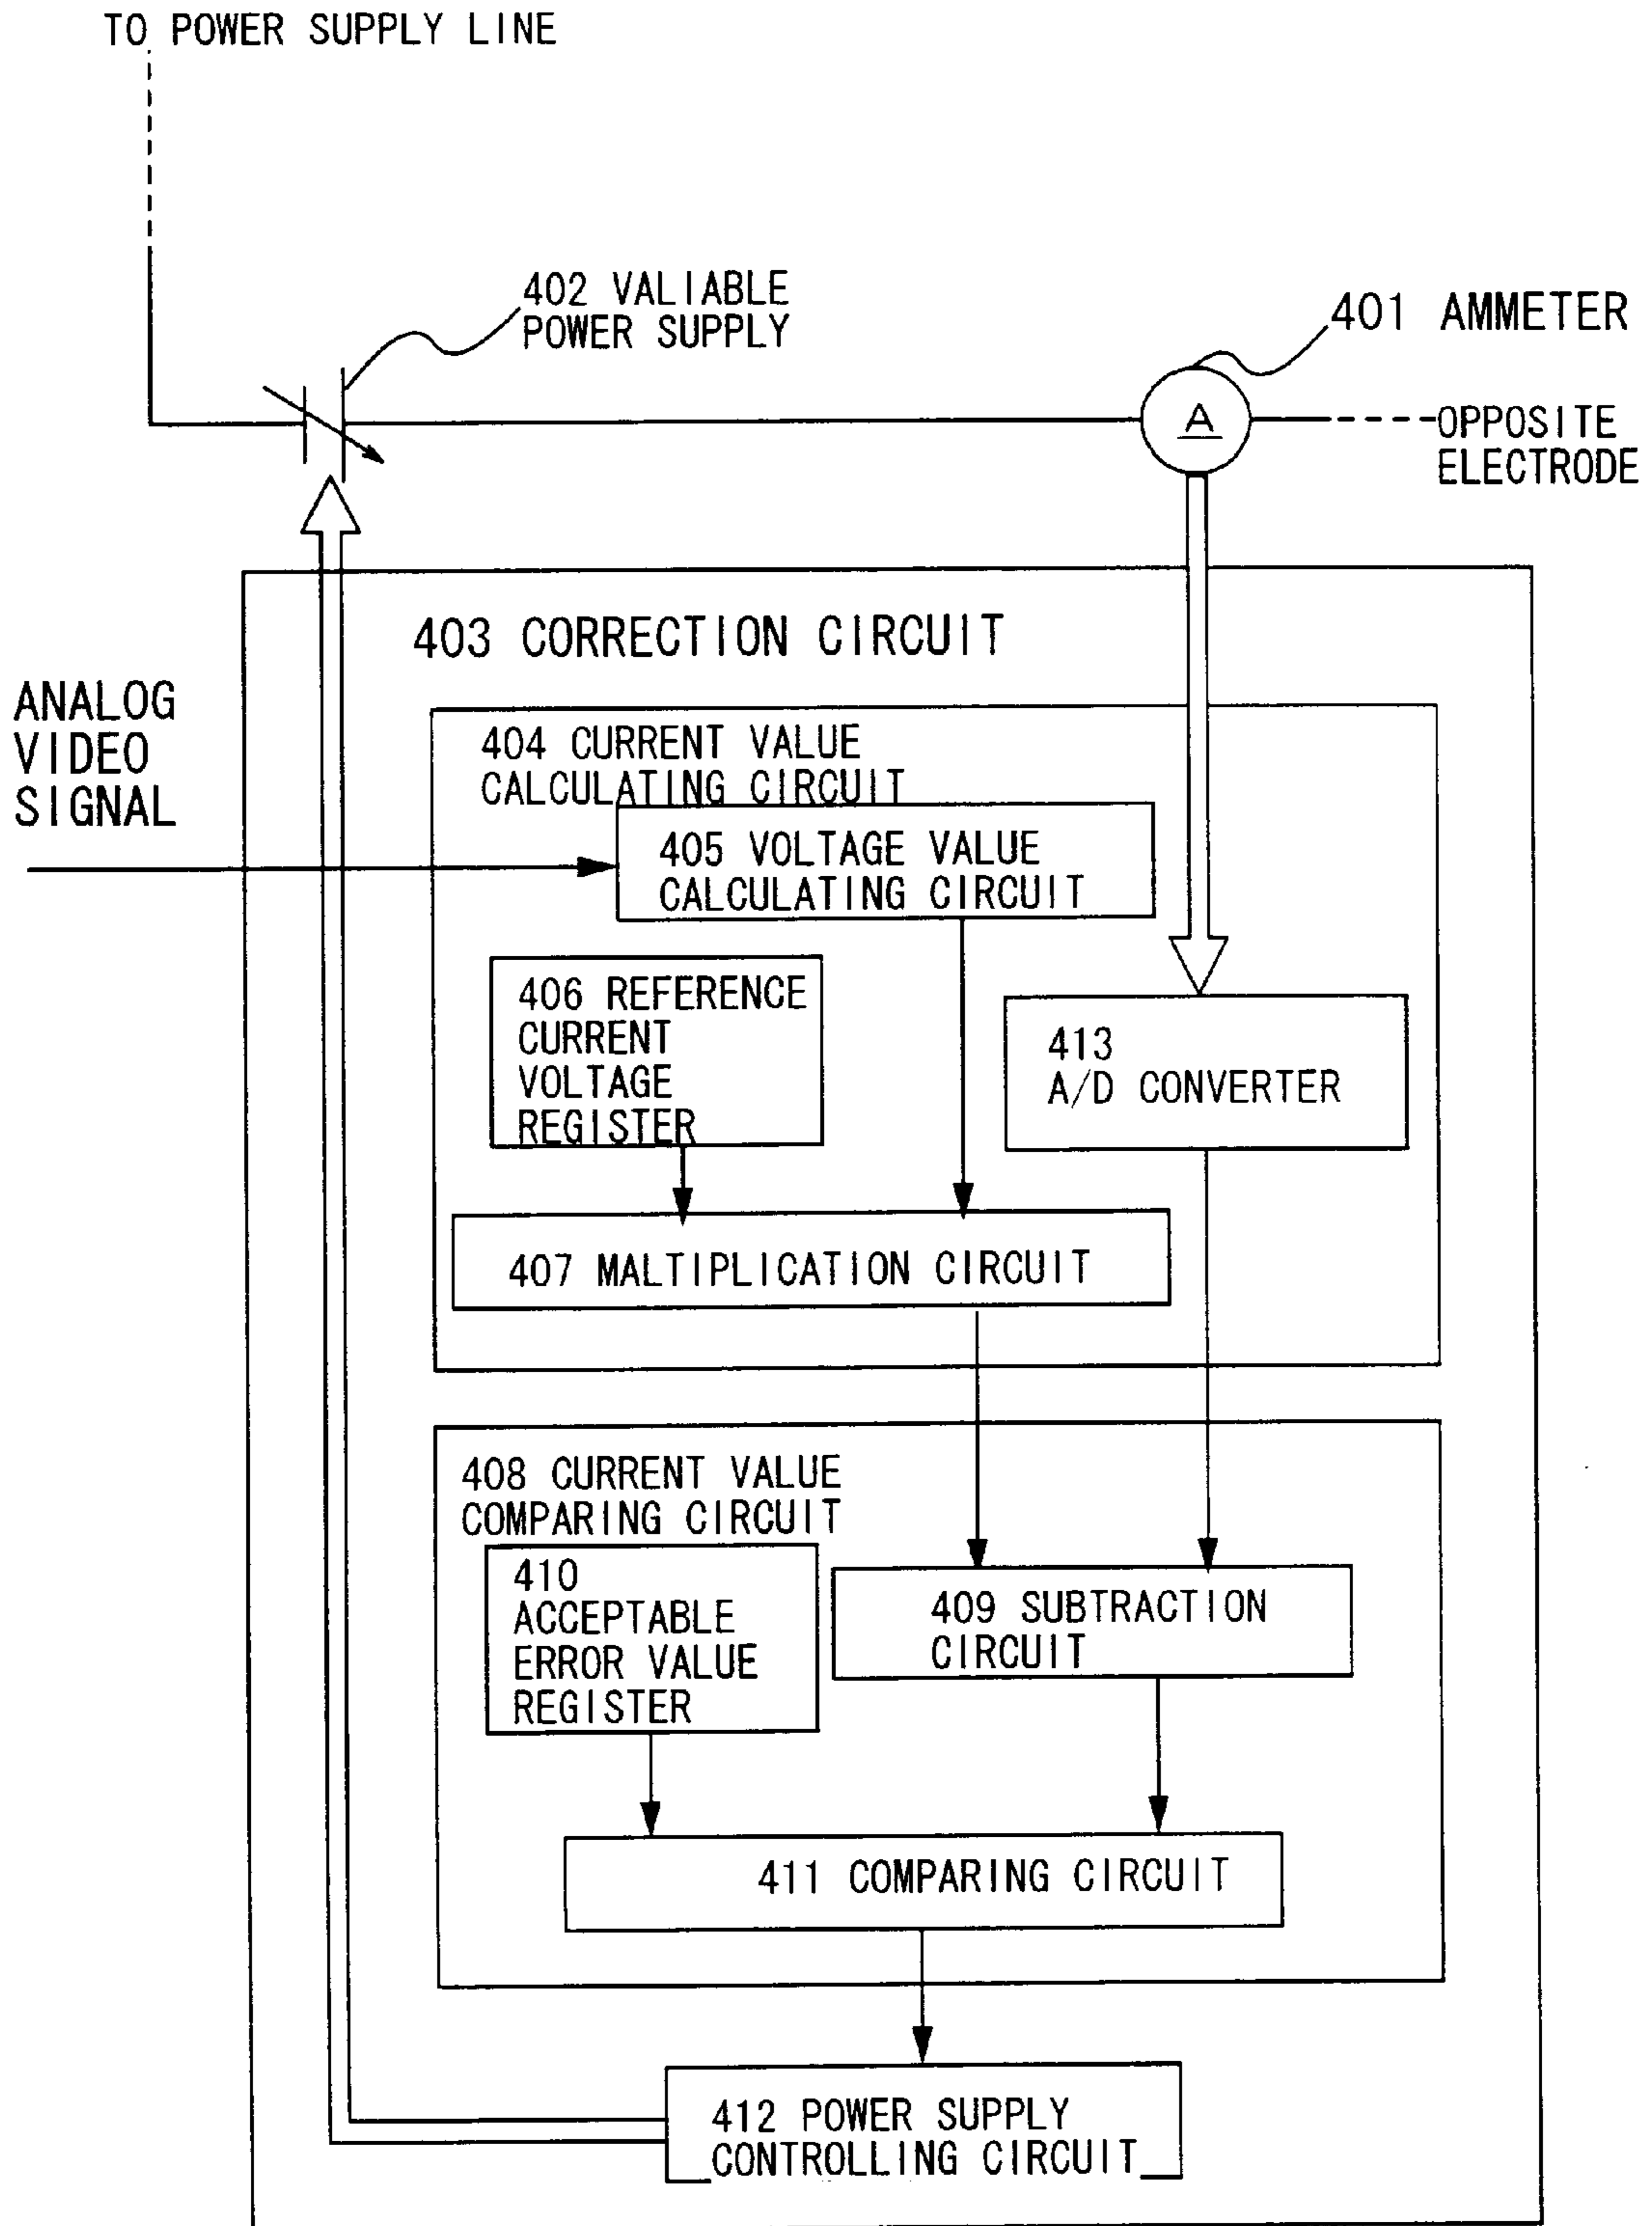 TO POWER SUPPLY LINE
402 VALIABLE
POWER SUPPLY
401 AMMETER
A
OPPOSITE
ELECTRODE
403 CORRECTION CIRCUIT
ANALOG
VIDEO
SIGNAL
404 CURRENT VALUE
CALCULATING CIRCUIT
405 VOLTAGE VALUE
CALCULATING CIRCUIT
406 REFERENCE
CURRENT
VOLTAGE
REGISTER
413
A/D CONVERTER
407 MALTIPLICATION CIRCUIT
408 CURRENT VALUE
COMPARING CIRCUIT
410
ACCEPTABLE
ERROR VALUE
REGISTER
409 SUBTRACTION
CIRCUIT
411 COMPARING CIRCUIT
412 POWER SUPPLY
CONTROLLING CIRCUIT